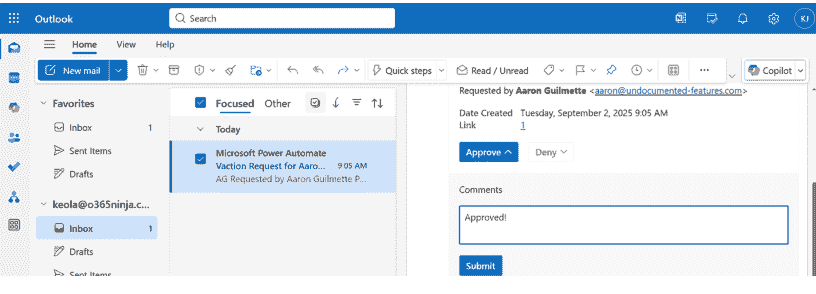 Outlook
Search
KJ
Home View Help
New mail Quick steps Read / Unread ... Copilot
Favorites
Inbox 1
Sent Items
Drafts
keola@o365ninja.c...
Inbox 1
Drafts
Sent Items
Focused Other
Today
Microsoft Power Automate
Vaction Request for Aaro... 9:05 AM
AG Requested by Aaron Guilmette P...
Requested by Aaron Guilmette <aaron@undocumented-features.com>
Date Created Tuesday, September 2, 2025 9:05 AM
Link 1
Approve Deny
Comments
Approved!
Submit